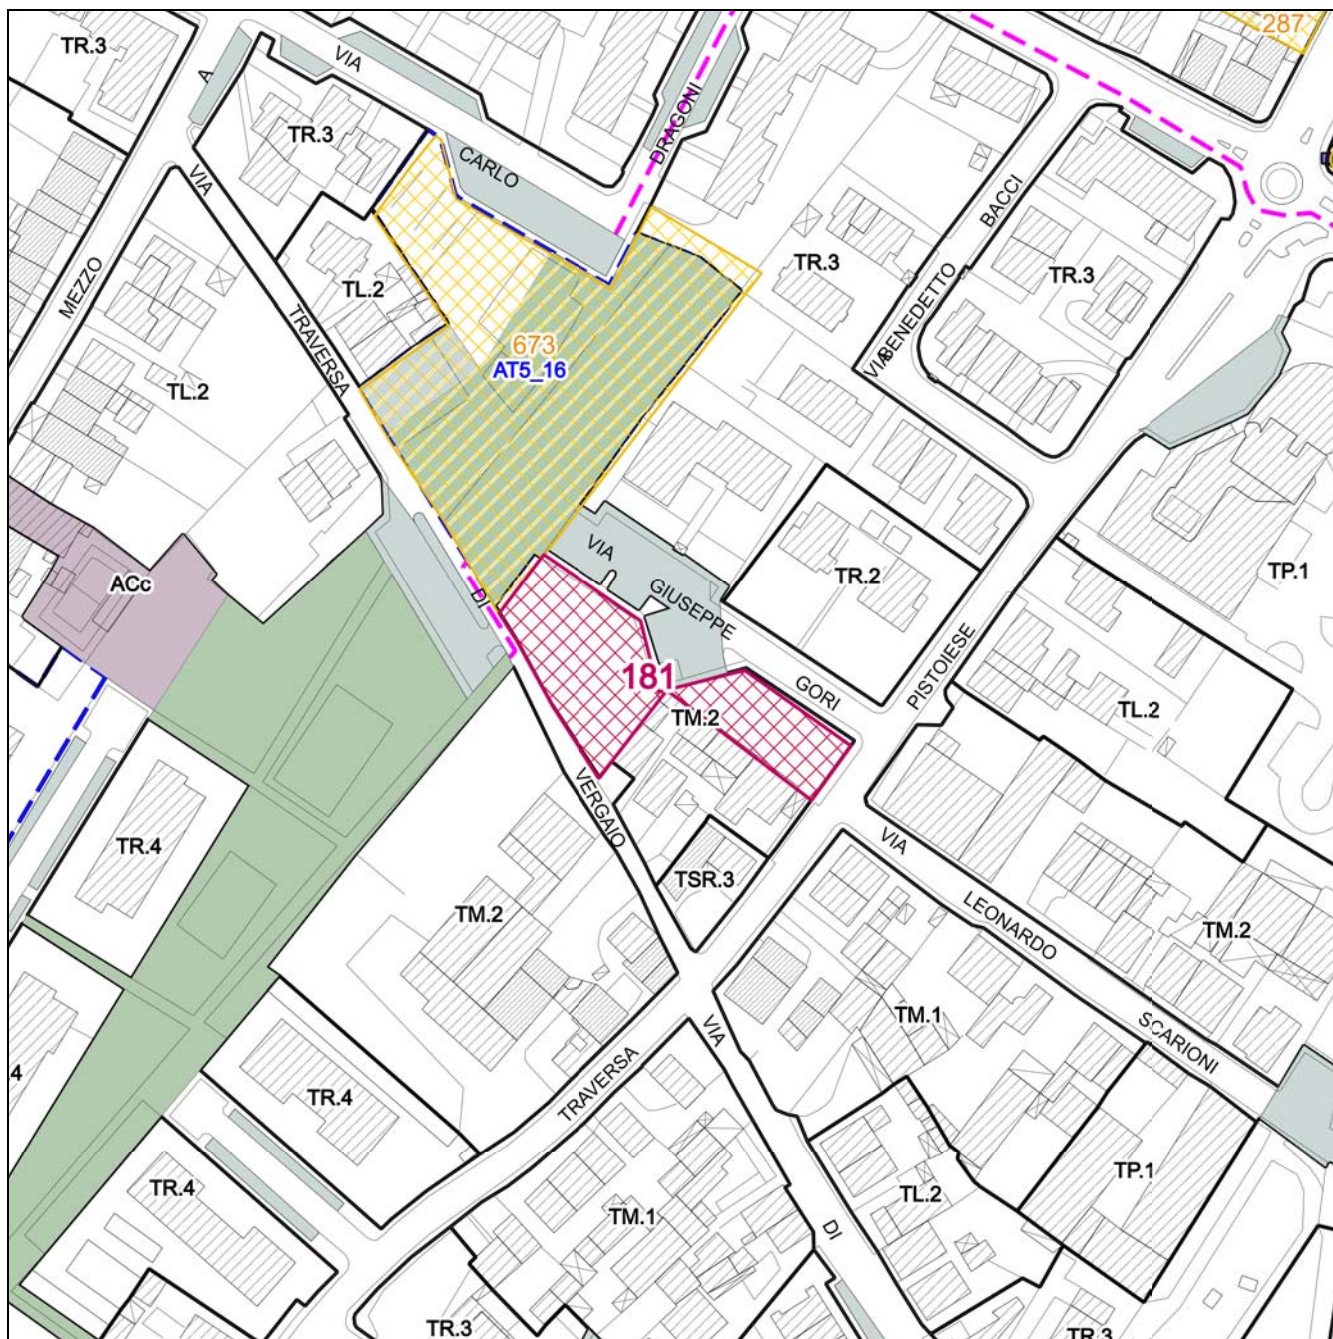 287
TR.3
VIA
A
DRAGONI
TR.3
CARLO
VIA
BACCI
MEZZO
TR.3
TR.3
TL.2
BENEDETTO
TRAVERSA
673
AT5_16
VIA
TL.2
VIA
ACc
DI
TR.2
TP.1
GIUSEPPE
PISTOIESE
181
GORI
TM.2
TL.2
VERGAIO
TR.4
VIA
TSR.3
TM.2
LEONARDO
TM.2
TM.1
SCARIONI
VIA
4
TRAVERSA
TR.4
TR.4
TP.1
TL.2
TM.1
DI
TR.3
TR.3